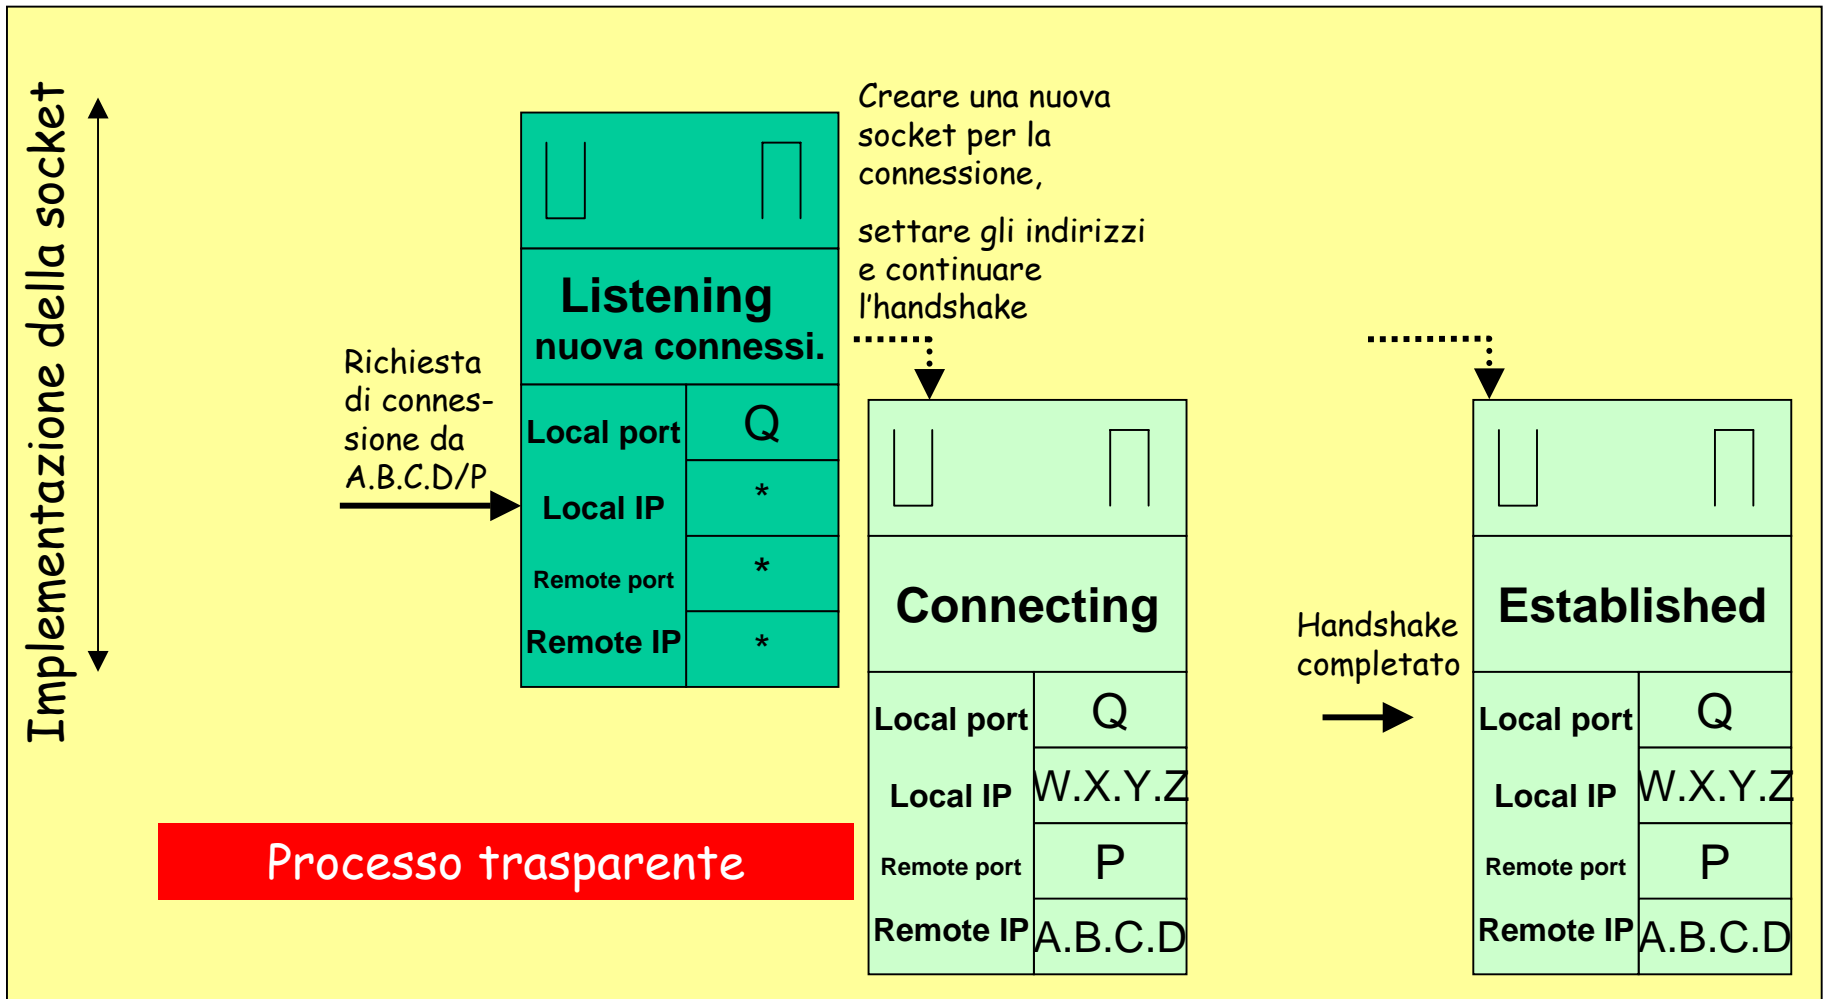 Implementazione della socket
Richiesta
di connes-
sione da
A.B.C.D/P
Listening
nuova connessi.
Local port
Q
Local IP
*
Remote port
*
Remote IP
*
Creare una nuova
socket per la
connessione,
settare gli indirizzi
e continuare
l'handshake
Connecting
Local port
Q
Local IP
W.X.Y.Z
Remote port
P
Remote IP
A.B.C.D
Handshake
completato
Established
Local port
Q
Local IP
W.X.Y.Z
Remote port
P
Remote IP
A.B.C.D
Processo trasparente